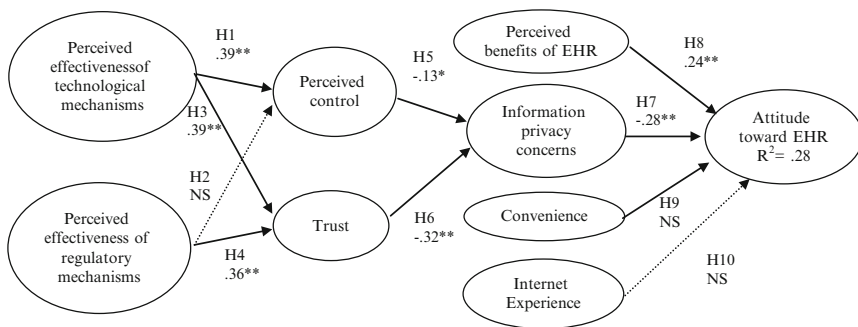 Perceived
effectivenessof
technological
mechanisms
H1
.39**
H3
.39**
H2
NS
Perceived
effectiveness of
regulatory
mechanisms
H4
.36**
Perceived
control
Trust
H5
-.13*
H6
-.32**
Perceived
benefits of EHR
Information
privacy
concerns
Convenience
Internet
Experience
H8
.24**
H7
-.28**
H9
NS
H10
NS
Attitude
toward EHR
R²= .28